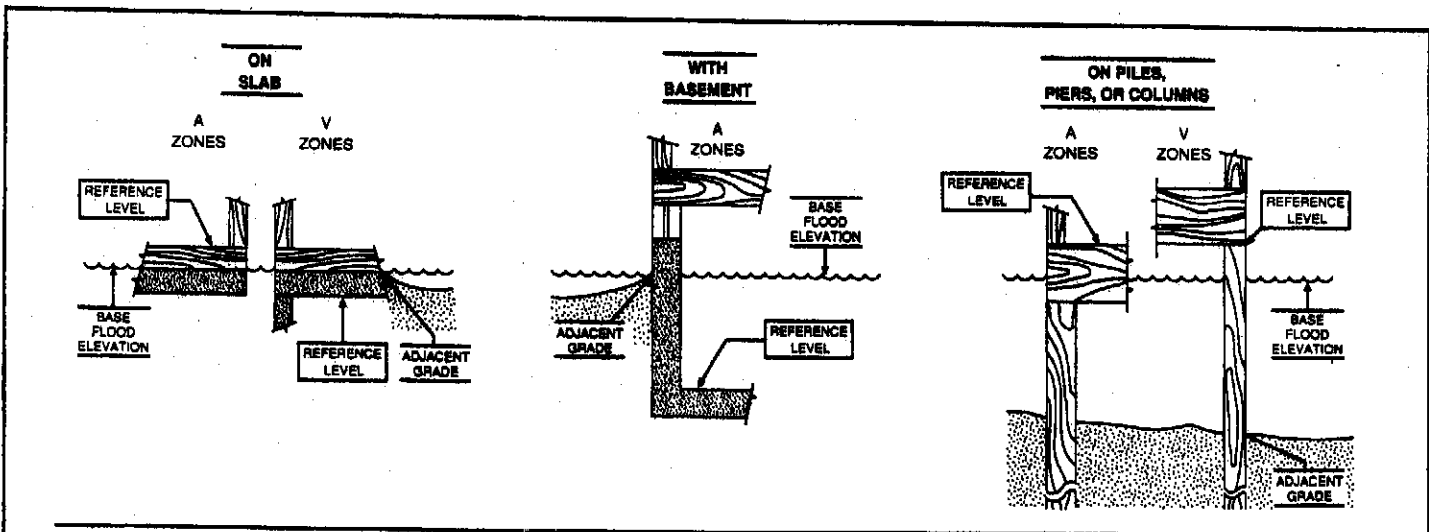 ON
SLAB
A
ZONES
V
ZONES
REFERENCE
LEVEL
BASE
FLOOD
ELEVATION
REFERENCE
LEVEL
ADJACENT
GRADE
WITH
BASEMENT
A
ZONES
BASE
FLOOD
ELEVATION
ADJACENT
GRADE
REFERENCE
LEVEL
ON PILES,
PIERS, OR COLUMNS
A
ZONES
V
ZONES
REFERENCE
LEVEL
REFERENCE
LEVEL
BASE
FLOOD
ELEVATION
ADJACENT
GRADE